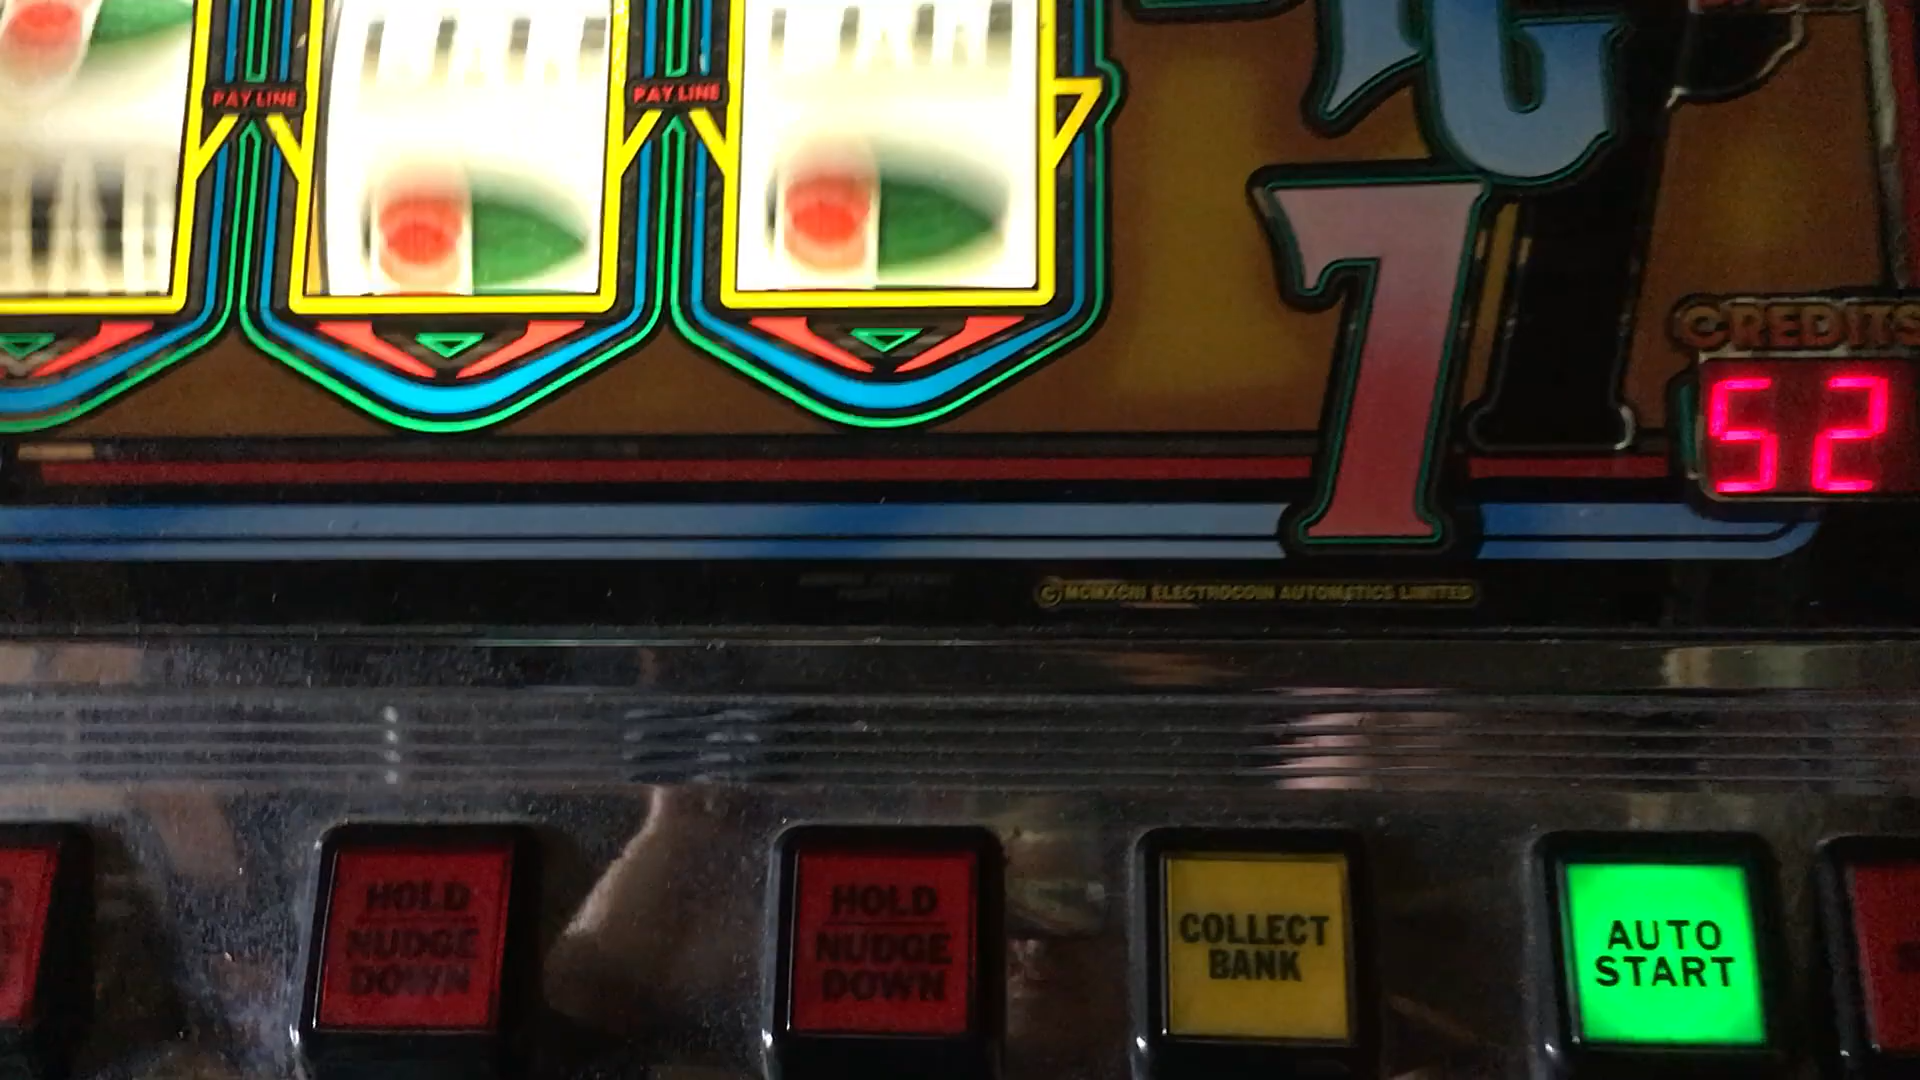 PAY LINE
PAY LINE
7
CREDITS
52
© MCMXCIII ELECTROCOIN AUTOMATICS LIMITED
HOLD
NUDGE
DOWN
HOLD
NUDGE
DOWN
COLLECT
BANK
AUTO
START